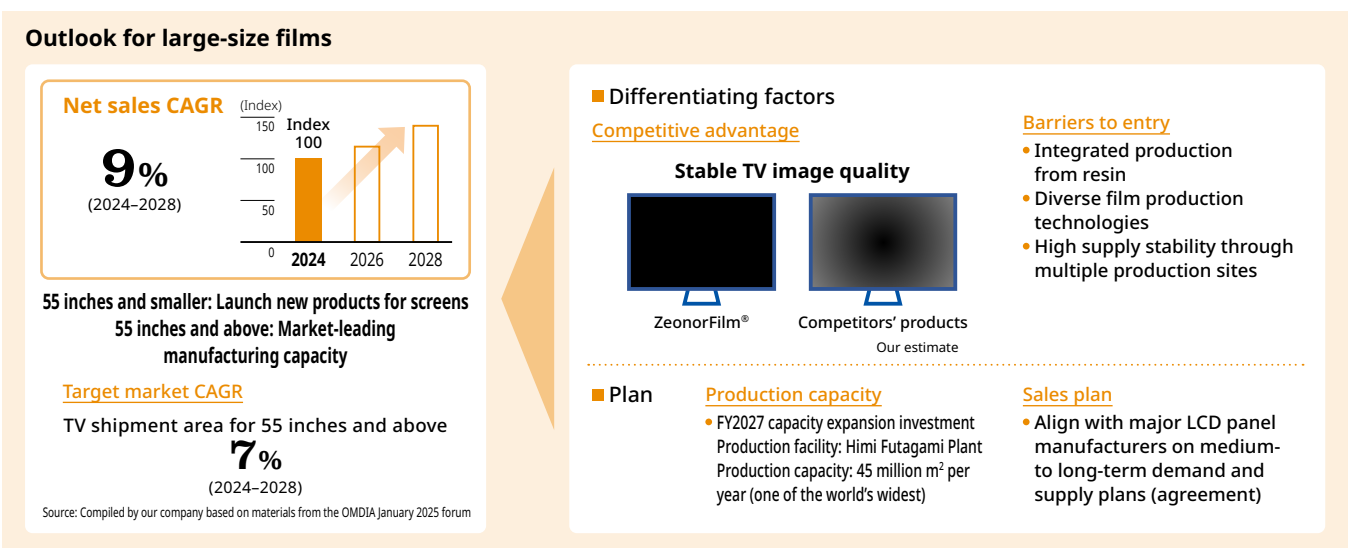 Outlook for large-size films
Net sales CAGR
9%
(2024–2028)
(Index)
150
100
50
0
Index
100
2024
2026
2028
55 inches and smaller: Launch new products for screens
55 inches and above: Market-leading
manufacturing capacity
Target market CAGR
TV shipment area for 55 inches and above
7%
(2024–2028)
Source: Compiled by our company based on materials from the OMDIA January 2025 forum
■ Differentiating factors
Competitive advantage
Stable TV image quality
ZeonorFilm®
Competitors’ products
Our estimate
Barriers to entry
• Integrated production
from resin
• Diverse film production
technologies
• High supply stability through
multiple production sites
■ Plan
Production capacity
• FY2027 capacity expansion investment
Production facility: Himi Futagami Plant
Production capacity: 45 million m² per
year (one of the world’s widest)
Sales plan
• Align with major LCD panel
manufacturers on medium-
to long-term demand and
supply plans (agreement)